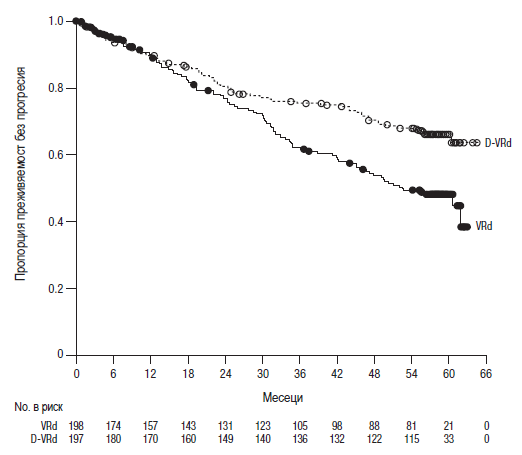 Пропорция преживяемост без прогресия
1.0
0.8
0.6
0.4
0.2
0
D-VRd
VRd
0 6 12 18 24 30 36 42 48 54 60 66
Месеци
No. в риск
VRd 198 174 157 143 131 123 105 98 88 81 21 0
D-VRd 197 180 170 160 149 140 136 132 122 115 33 0